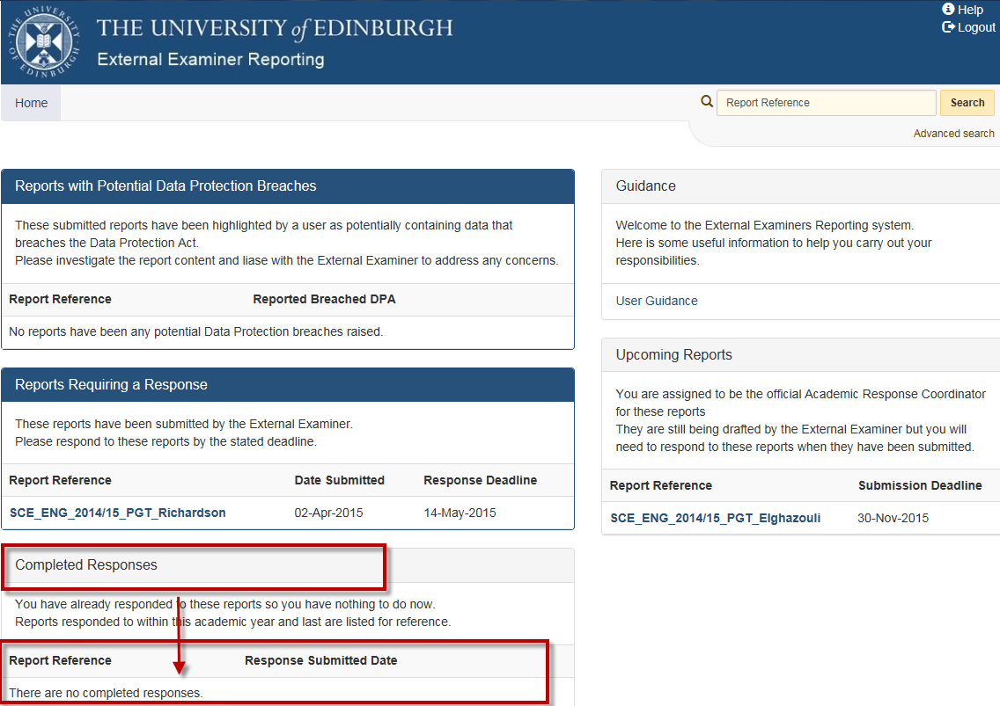 THE UNIVERSITY of EDINBURGH
External Examiner Reporting
Help
Logout
THE UNIVERSITY OF EDINBURGH
Home
Report Reference
Search
Advanced search
Reports with Potential Data Protection Breaches
These submitted reports have been highlighted by a user as potentially containing data that
breaches the Data Protection Act.
Please investigate the report content and liase with the External Examiner to address any concerns.
Report Reference Reported Breached DPA
No reports have been any potential Data Protection breaches raised.
Reports Requiring a Response
These reports have been submitted by the External Examiner.
Please respond to these reports by the stated deadline.
Report Reference Date Submitted Response Deadline
SCE_ENG_2014/15_PGT_Richardson 02-Apr-2015 14-May-2015
Completed Responses
You have already responded to these reports so you have nothing to do now.
Reports responded to within this academic year and last are listed for reference.
Report Reference Response Submitted Date
There are no completed responses.
Guidance
Welcome to the External Examiners Reporting system.
Here is some useful information to help you carry out your
responsibilities.
User Guidance
Upcoming Reports
You are assigned to be the official Academic Response Coordinator
for these reports
They are still being drafted by the External Examiner but you will
need to respond to these reports when they have been submitted.
Report Reference Submission Deadline
SCE_ENG_2014/15_PGT_Elghazouli 30-Nov-2015